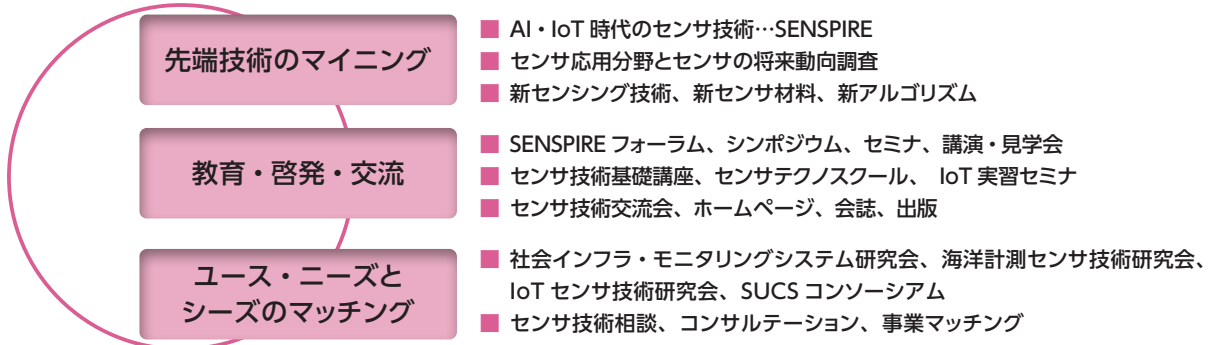 先端技術のマイニング
■ AI・IoT 時代のセンサ技術…SENSPIRE
■ センサ応用分野とセンサの将来動向調査
■ 新センシング技術、新センサ材料、新アルゴリズム
教育・啓発・交流
■ SENSPIRE フォーラム、シンポジウム、セミナ、講演・見学会
■ センサ技術基礎講座、センサテクノスクール、 IoT 実習セミナ
■ センサ技術交流会、ホームページ、会誌、出版
ユース・ニーズと
シーズのマッチング
■ 社会インフラ・モニタリングシステム研究会、海洋計測センサ技術研究会、
IoT センサ技術研究会、SUCS コンソーシアム
■ センサ技術相談、コンサルテーション、事業マッチング